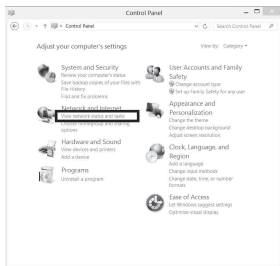 Control Panel
Control Panel
Search Control Panel
Adjust your computer's settings
View by: Category
System and Security
Review your computer's status
Save backup copies of your files with
File History
Find and fix problems
Network and Internet
View network status and tasks
Choose homegroup and sharing
options
Hardware and Sound
View devices and printers
Add a device
Programs
Uninstall a program
User Accounts and Family
Safety
Change account type
Set up Family Safety for any user
Appearance and
Personalization
Change the theme
Change desktop background
Adjust screen resolution
Clock, Language, and
Region
Add a language
Change input methods
Change date, time, or number
formats
Ease of Access
Let Windows suggest settings
Optimize visual display